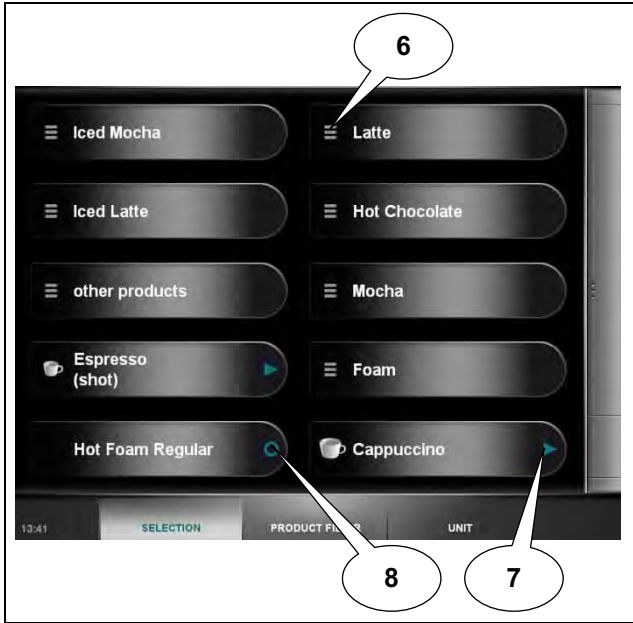 6
Iced Mocha
Latte
Iced Latte
Hot Chocolate
other products
Mocha
Espresso
(shot)
Foam
Hot Foam Regular
Cappuccino
13:41
SELECTION
PRODUCT
UNIT
8
7